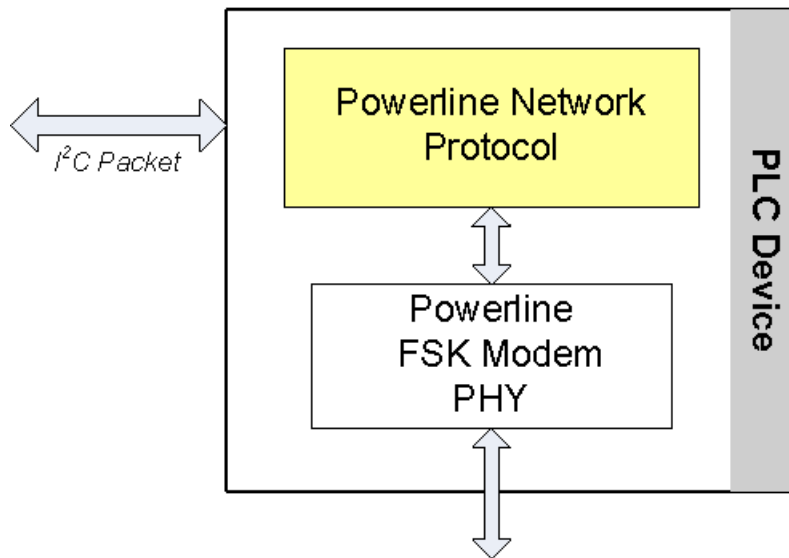 Powerline Network
Protocol
I²C Packet
Powerline
FSK Modem
PHY
PLC Device